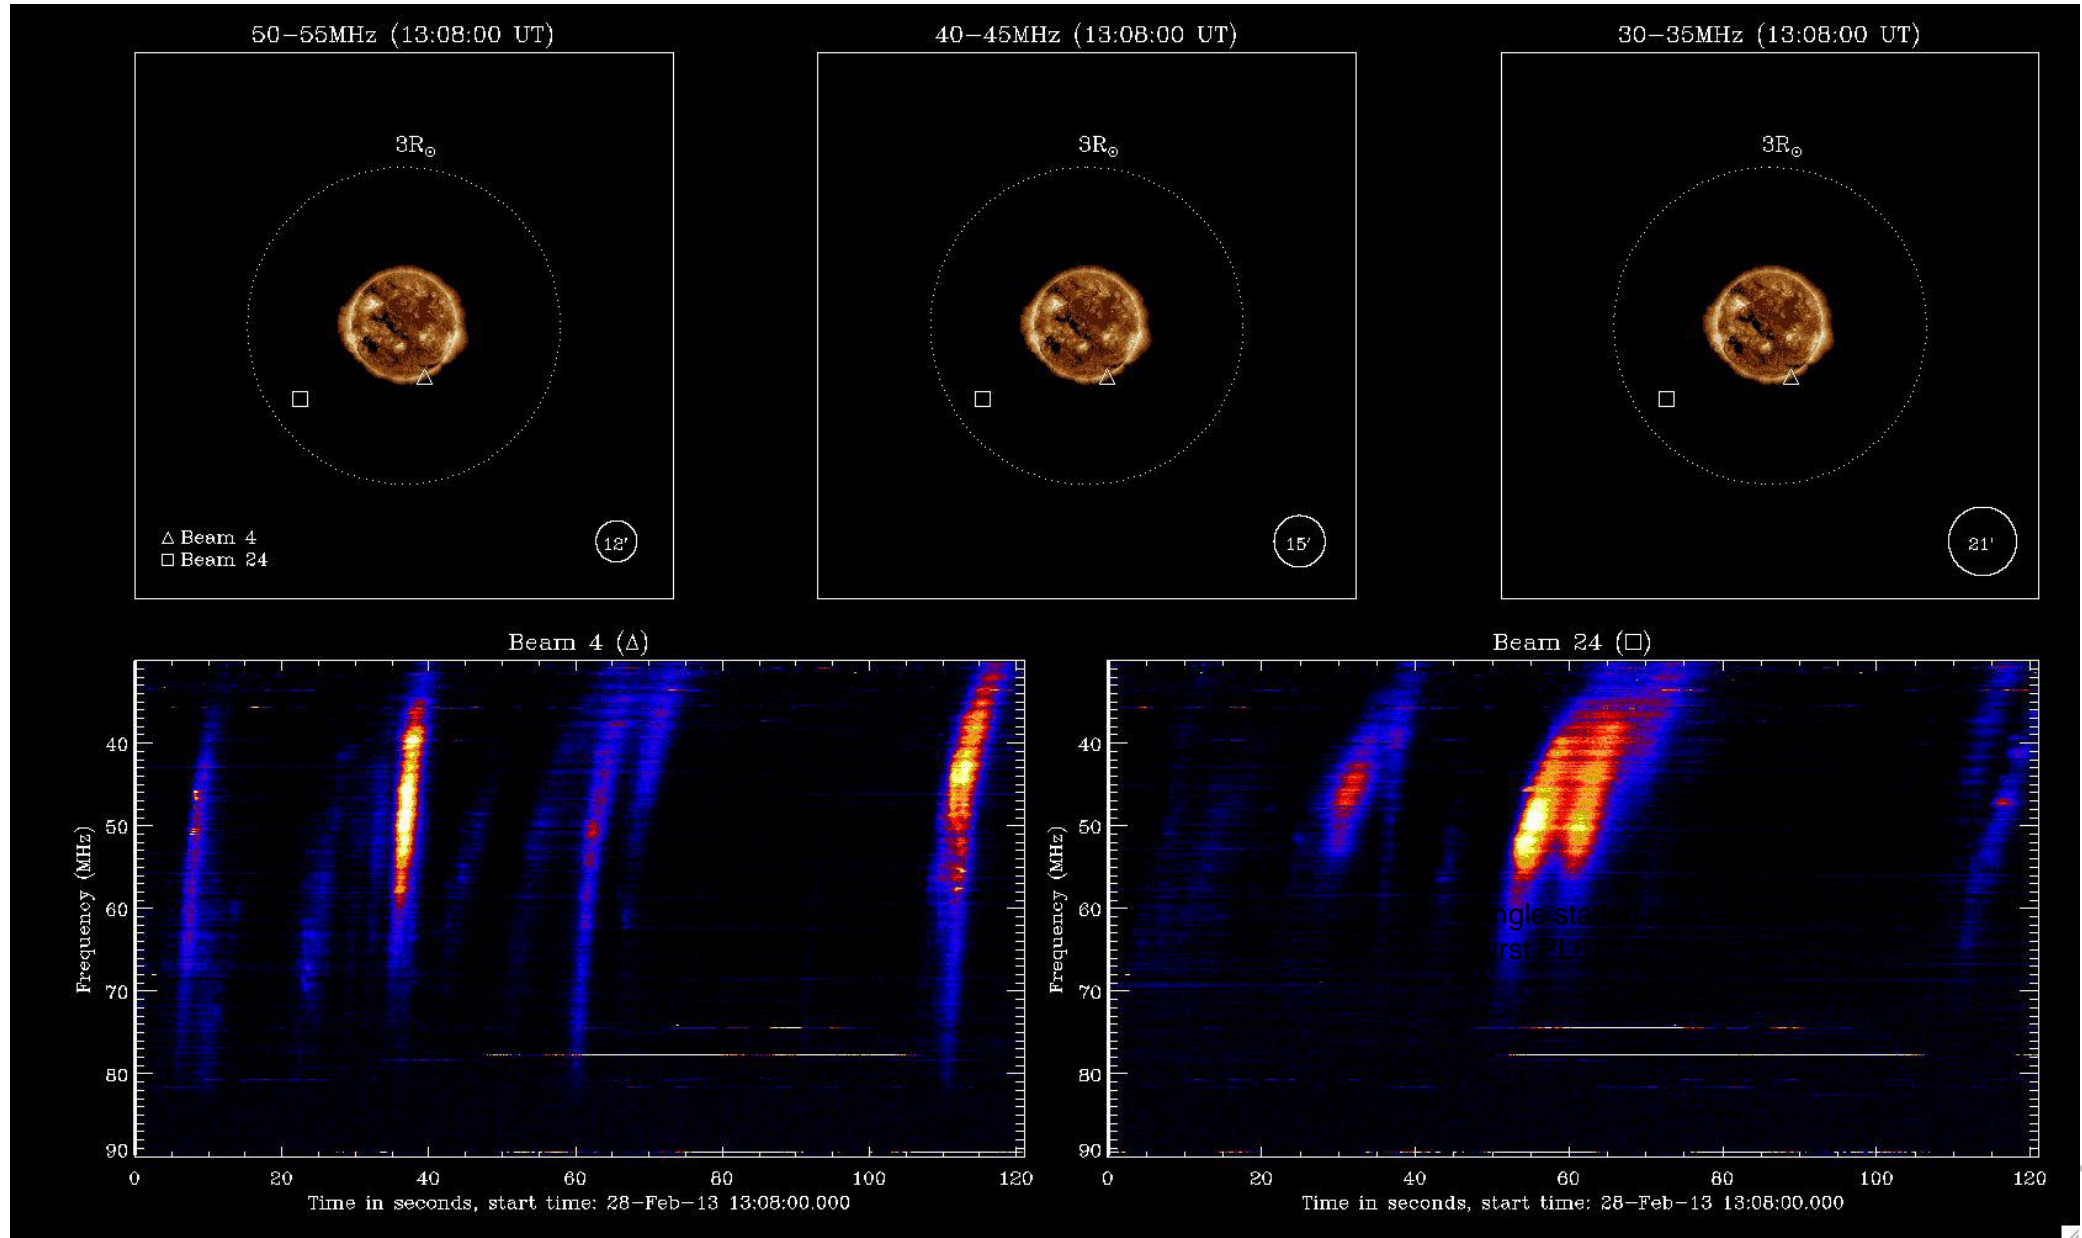 50-55MHz (13:08:00 UT)
40-45MHz (13:08:00 UT)
30-35MHz (13:08:00 UT)
3R☉
3R☉
3R☉
△ Beam 4
□ Beam 24
12'
15'
21'
Beam 4 (△)
Beam 24 (□)
Frequency (MHz)
40
50
60
70
80
90
0 20 40 60 80 100 120
Time in seconds, start time: 28-Feb-13 13:08:00.000
Frequency (MHz)
40
50
60
70
80
90
0 20 40 60 80 100 120
Time in seconds, start time: 28-Feb-13 13:08:00.000